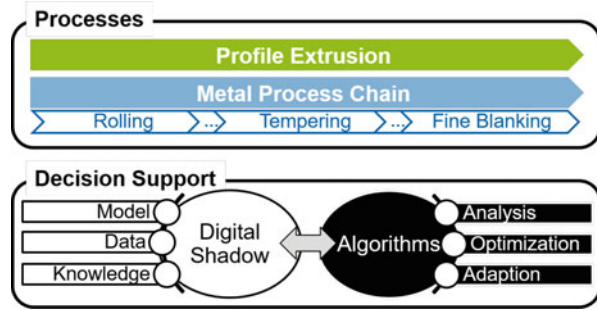 Processes
Profile Extrusion
Metal Process Chain
Rolling ... Tempering ... Fine Blanking
Decision Support
Model
Data
Knowledge
Digital
Shadow
Algorithms
Analysis
Optimization
Adaption